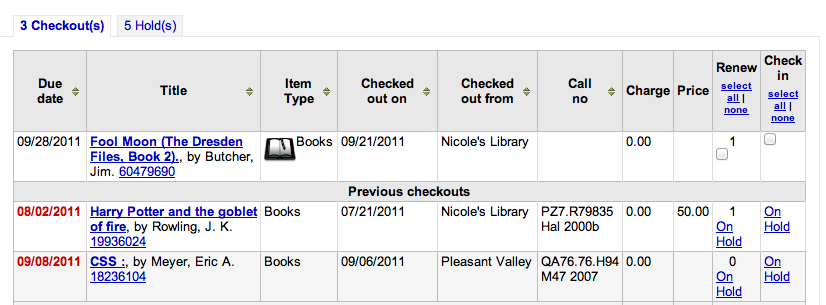 3 Checkout(s) 5 Hold(s)
Due date Title Item Type Checked out on Checked out from Call no Charge Price Renew select all | none Check in select all | none
09/28/2011 Fool Moon (The Dresden Files, Book 2)., by Butcher, Jim. 60479690 Books 09/21/2011 Nicole's Library 0.00 1
Previous checkouts
08/02/2011 Harry Potter and the goblet of fire, by Rowling, J. K. 19936024 Books 07/21/2011 Nicole's Library PZ7.R79835 Hal 2000b 0.00 50.00 1 On Hold On Hold
09/08/2011 CSS :, by Meyer, Eric A. 18236104 Books 09/06/2011 Pleasant Valley QA76.76.H94 M47 2007 0.00 0 On Hold On Hold